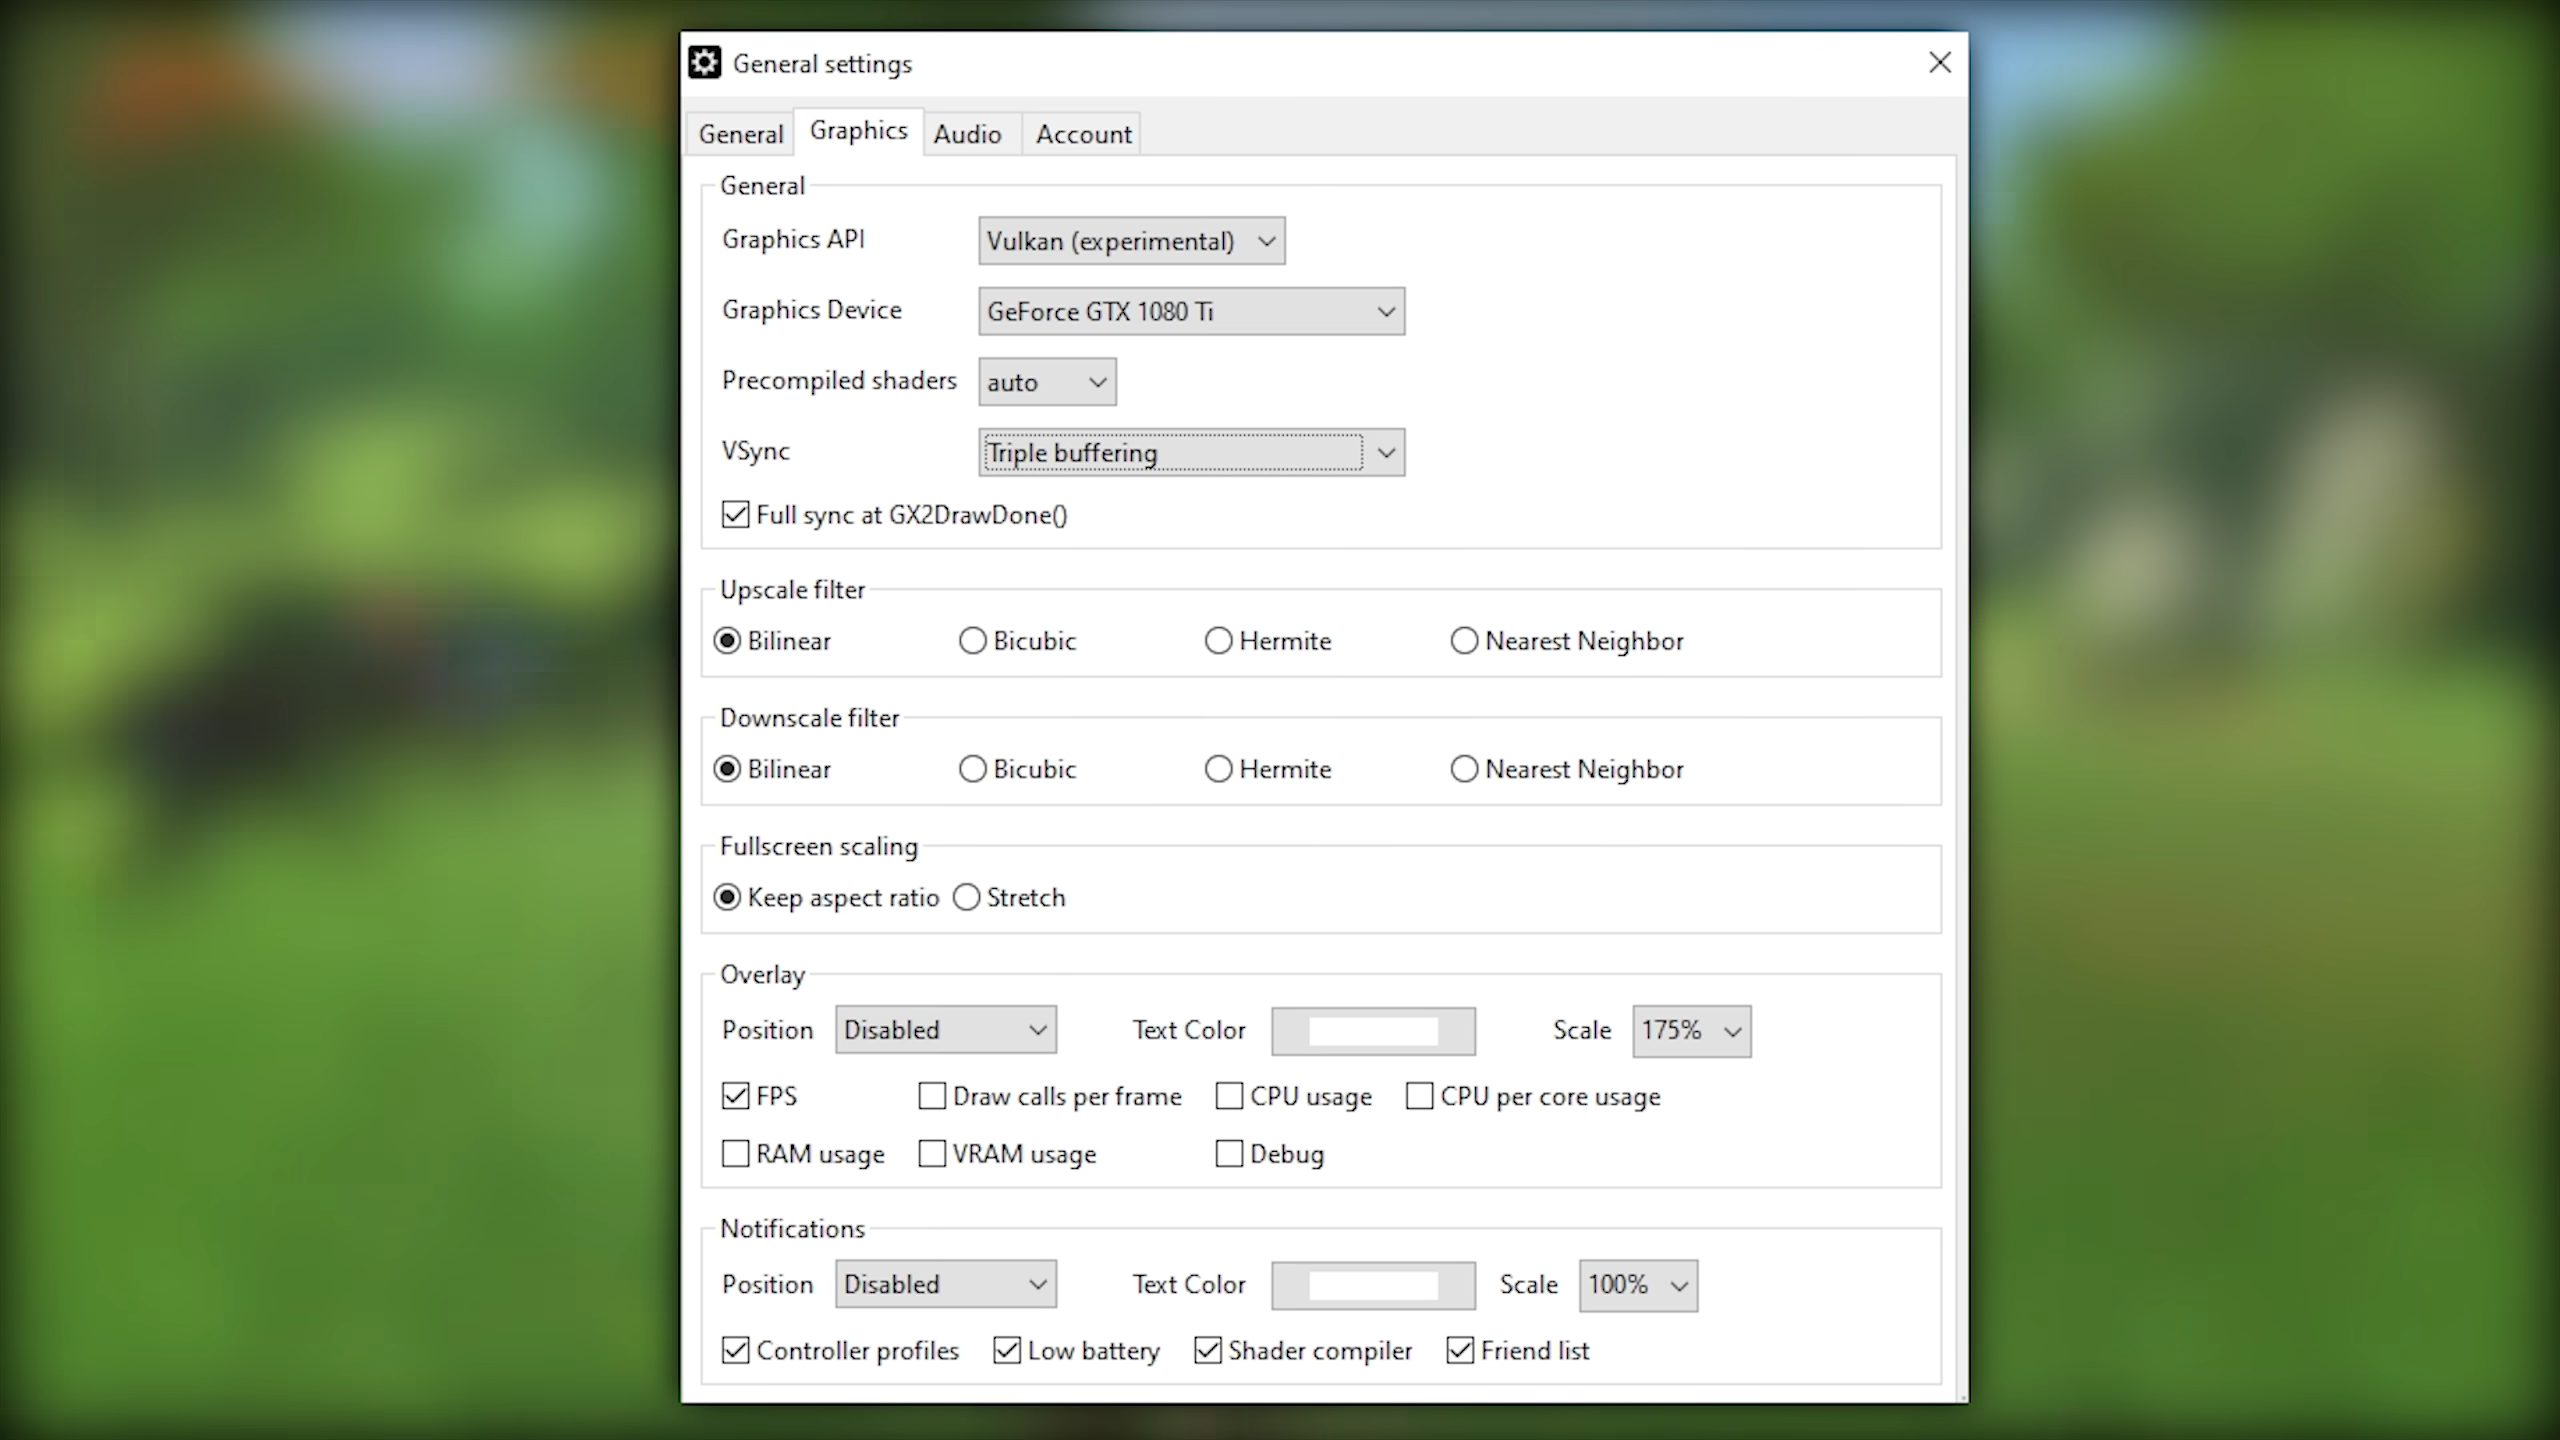 General settings
General Graphics Audio Account
General
Graphics API Vulkan (experimental)
Graphics Device GeForce GTX 1080 Ti
Precompiled shaders auto
VSync Triple buffering
Full sync at GX2DrawDone()
Upscale filter
Bilinear Bicubic Hermite Nearest Neighbor
Downscale filter
Bilinear Bicubic Hermite Nearest Neighbor
Fullscreen scaling
Keep aspect ratio Stretch
Overlay
Position Disabled Text Color Scale 175%
FPS Draw calls per frame CPU usage CPU per core usage
RAM usage VRAM usage Debug
Notifications
Position Disabled Text Color Scale 100%
Controller profiles Low battery Shader compiler Friend list